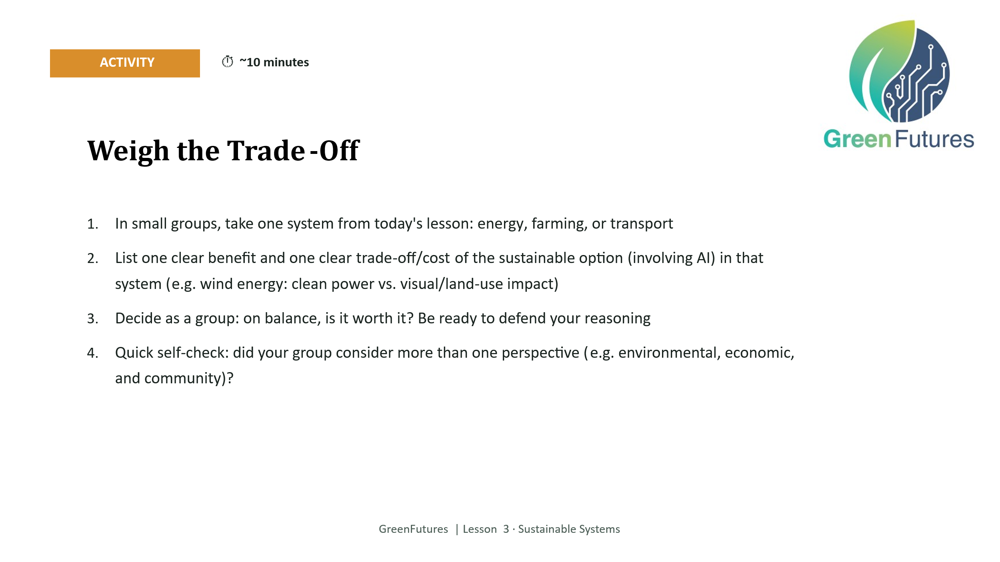 ACTIVITY
⏱ ~10 minutes
GreenFutures
Weigh the Trade-Off
1. In small groups, take one system from today's lesson: energy, farming, or transport
2. List one clear benefit and one clear trade-off/cost of the sustainable option (involving AI) in that
system (e.g. wind energy: clean power vs. visual/land-use impact)
3. Decide as a group: on balance, is it worth it? Be ready to defend your reasoning
4. Quick self-check: did your group consider more than one perspective (e.g. environmental, economic,
and community)?
GreenFutures | Lesson 3 · Sustainable Systems